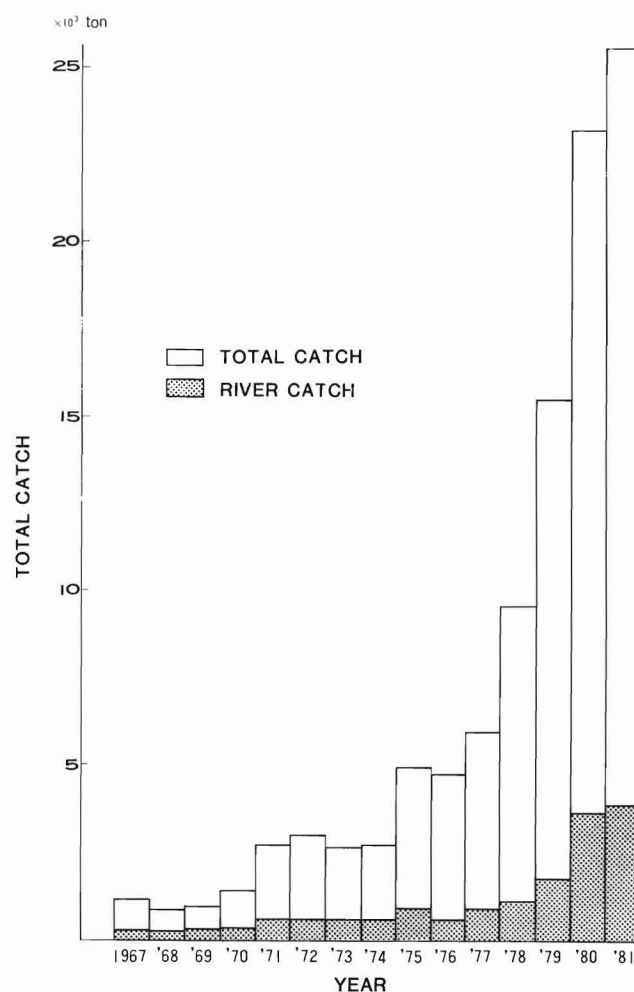 ×10³ ton
25
20
TOTAL CATCH
RIVER CATCH
15
TOTAL CATCH
10
5
1967 '68 '69 '70 '71 '72 '73 '74 '75 '76 '77 '78 '79 '80 '81
YEAR